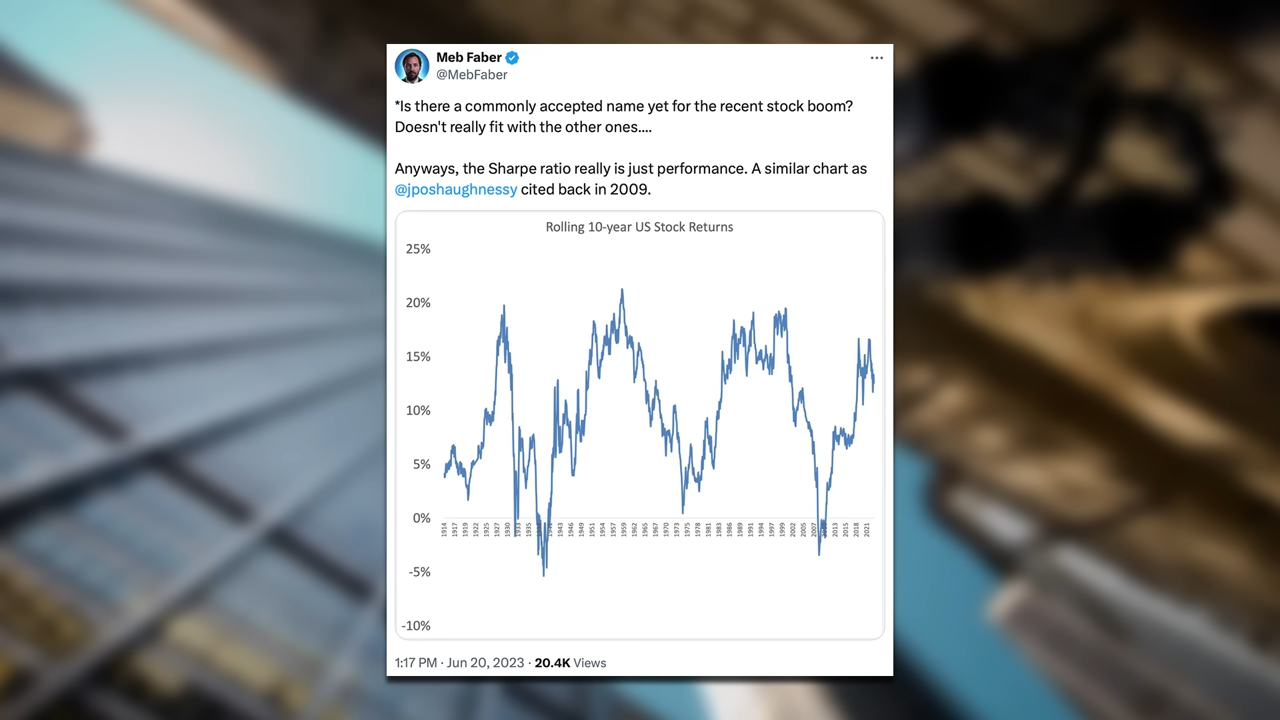 Meb Faber
@MebFaber
*Is there a commonly accepted name yet for the recent stock boom?
Doesn't really fit with the other ones....
Anyways, the Sharpe ratio really is just performance. A similar chart as
@jposhaughnessy cited back in 2009.
Rolling 10-year US Stock Returns
25%
20%
15%
10%
5%
0%
-5%
-10%
1914 1917 1919 1922 1925 1927 1930 1933 1935 1943 1946 1949 1951 1954 1957 1959 1962 1965 1967 1970 1973 1975 1978 1981 1983 1986 1989 1991 1994 1997 1999 2002 2005 2007 2013 2015 2018 2021
1:17 PM · Jun 20, 2023 · 20.4K Views